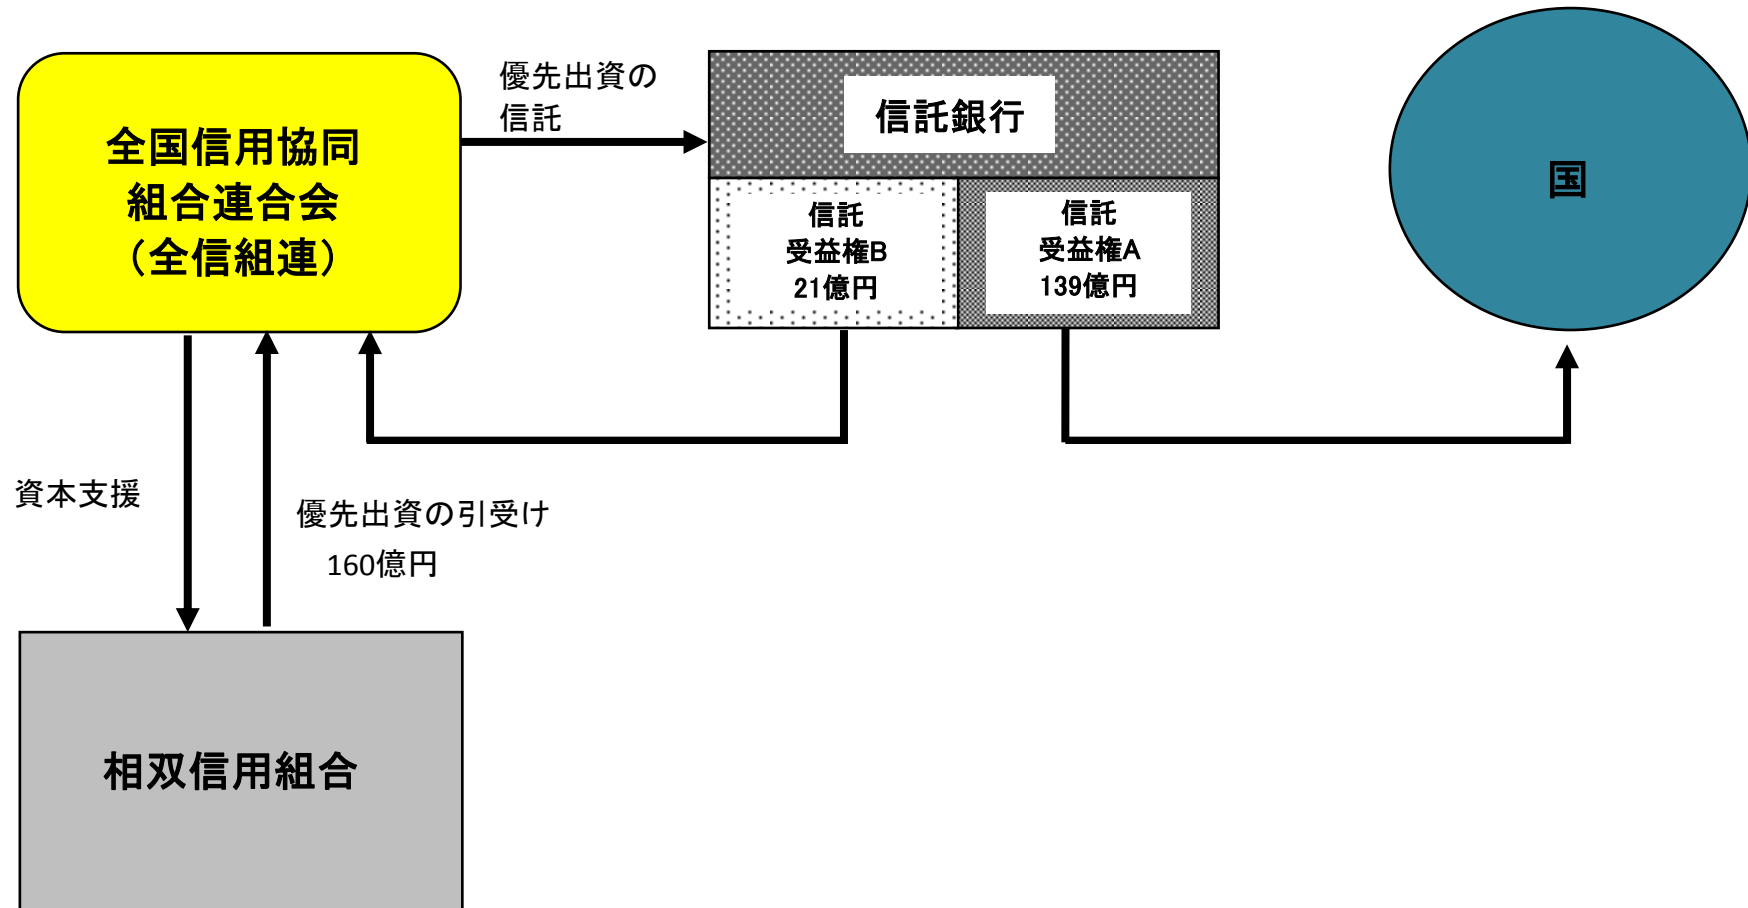 全国信用協同
組合連合会
（全信組連）
優先出資の
信託
信託銀行
信託
受益権B
21億円
信託
受益権A
139億円
国
資本支援
優先出資の引受け
160億円
相双信用組合